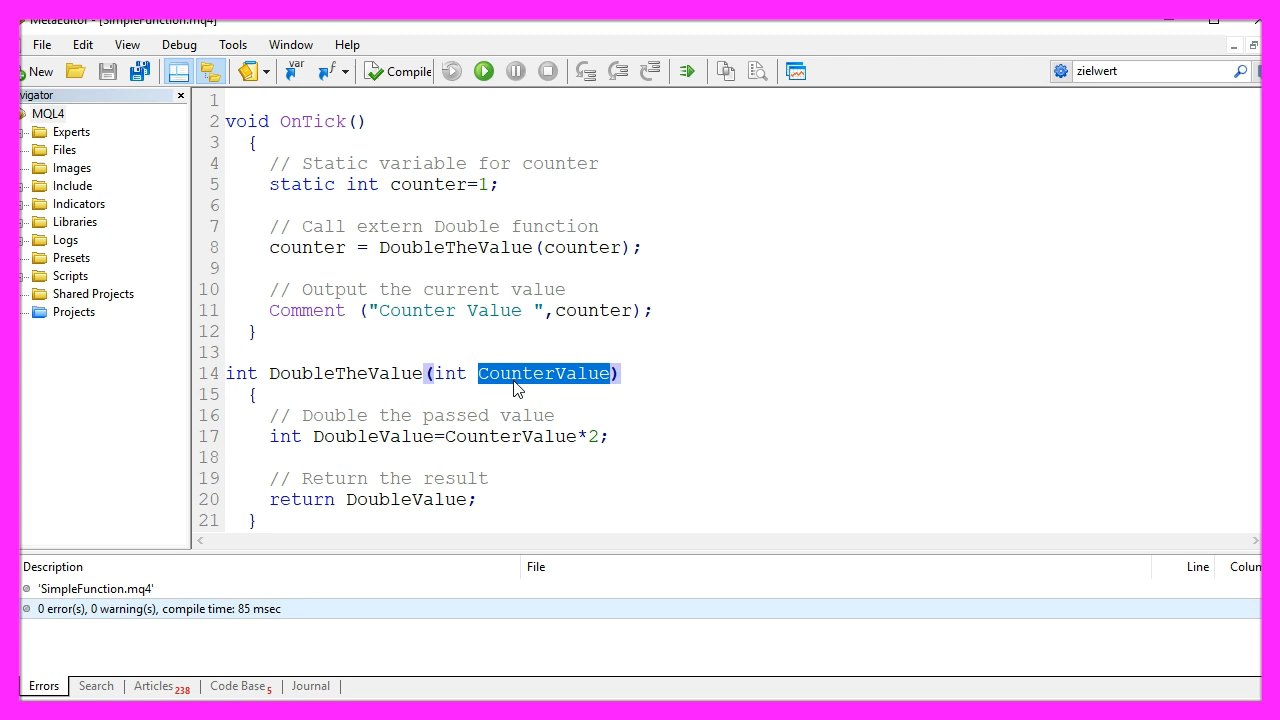 MetaEditor - [SimpleFunction.mq4]
File Edit View Debug Tools Window Help
New var f Compile zielwert
vigator
MQL4
Experts
Files
Images
Include
Indicators
Libraries
Logs
Presets
Scripts
Shared Projects
Projects
1
2 void OnTick()
3 {
4 // Static variable for counter
5 static int counter=1;
6
7 // Call extern Double function
8 counter = DoubleTheValue(counter);
9
10 // Output the current value
11 Comment ("Counter Value ",counter);
12 }
13
14 int DoubleTheValue(int CounterValue)
15 {
16 // Double the passed value
17 int DoubleValue=CounterValue*2;
18
19 // Return the result
20 return DoubleValue;
21 }
Description File Line Colun
'SimpleFunction.mq4'
0 error(s), 0 warning(s), compile time: 85 msec
Errors Search Articles 238 Code Base 5 Journal